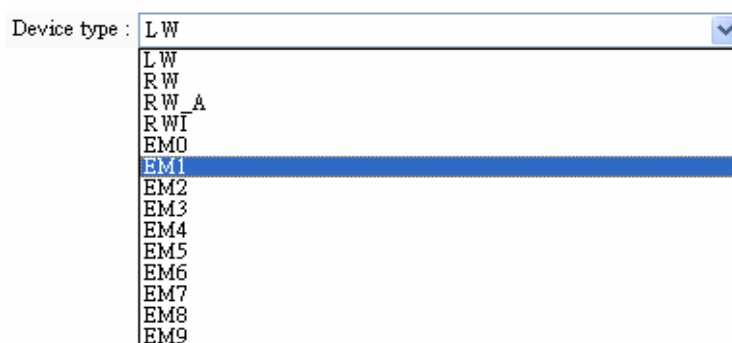 Device type : LW
LW
RW
RW_A
RWI
EM0
EM1
EM2
EM3
EM4
EM5
EM6
EM7
EM8
EM9